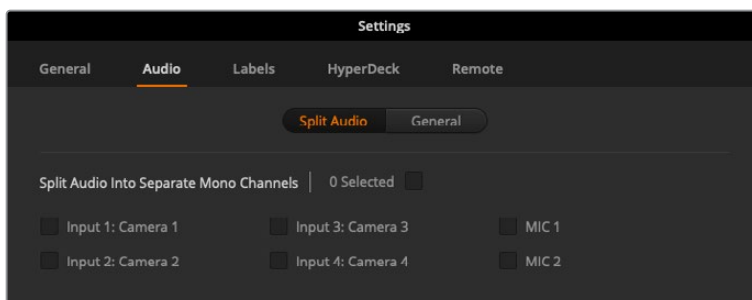 Settings
General Audio Labels HyperDeck Remote
Split Audio General
Split Audio Into Separate Mono Channels 0 Selected
Input 1: Camera 1 Input 3: Camera 3 MIC 1
Input 2: Camera 2 Input 4: Camera 4 MIC 2